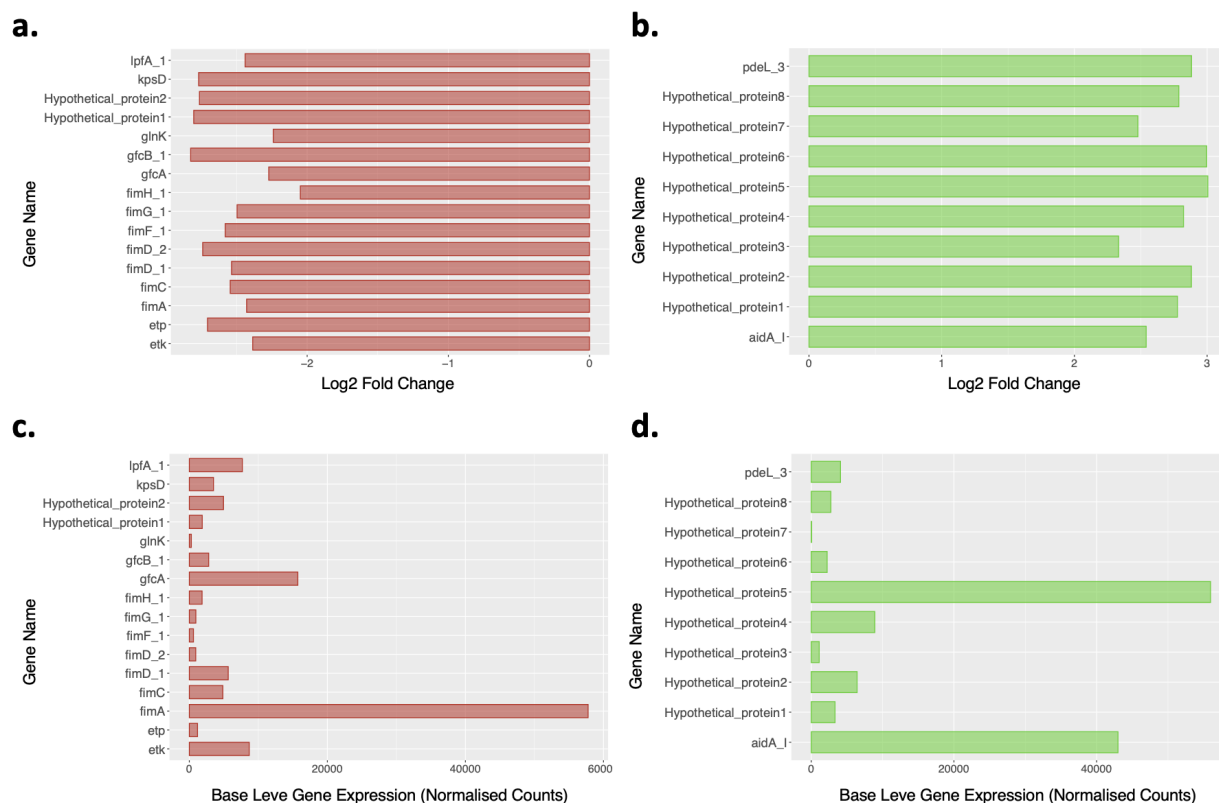 a.
lpfA_1
kpsD
Hypothetical_protein2
Hypothetical_protein1
glnK
gfcB_1
gfcA
fimH_1
fimG_1
fimF_1
fimD_2
fimD_1
fimC
fimA
etp
etk
Gene Name
−2
−1
0
Log2 Fold Change
b.
pdeL_3
Hypothetical_protein8
Hypothetical_protein7
Hypothetical_protein6
Hypothetical_protein5
Hypothetical_protein4
Hypothetical_protein3
Hypothetical_protein2
Hypothetical_protein1
aidA_I
Gene Name
0
1
2
3
Log2 Fold Change
c.
lpfA_1
kpsD
Hypothetical_protein2
Hypothetical_protein1
glnK
gfcB_1
gfcA
fimH_1
fimG_1
fimF_1
fimD_2
fimD_1
fimC
fimA
etp
etk
Gene Name
0
20000
40000
6000
Base Leve Gene Expression (Normalised Counts)
d.
pdeL_3
Hypothetical_protein8
Hypothetical_protein7
Hypothetical_protein6
Hypothetical_protein5
Hypothetical_protein4
Hypothetical_protein3
Hypothetical_protein2
Hypothetical_protein1
aidA_I
Gene Name
0
20000
40000
Base Leve Gene Expression (Normalised Counts)